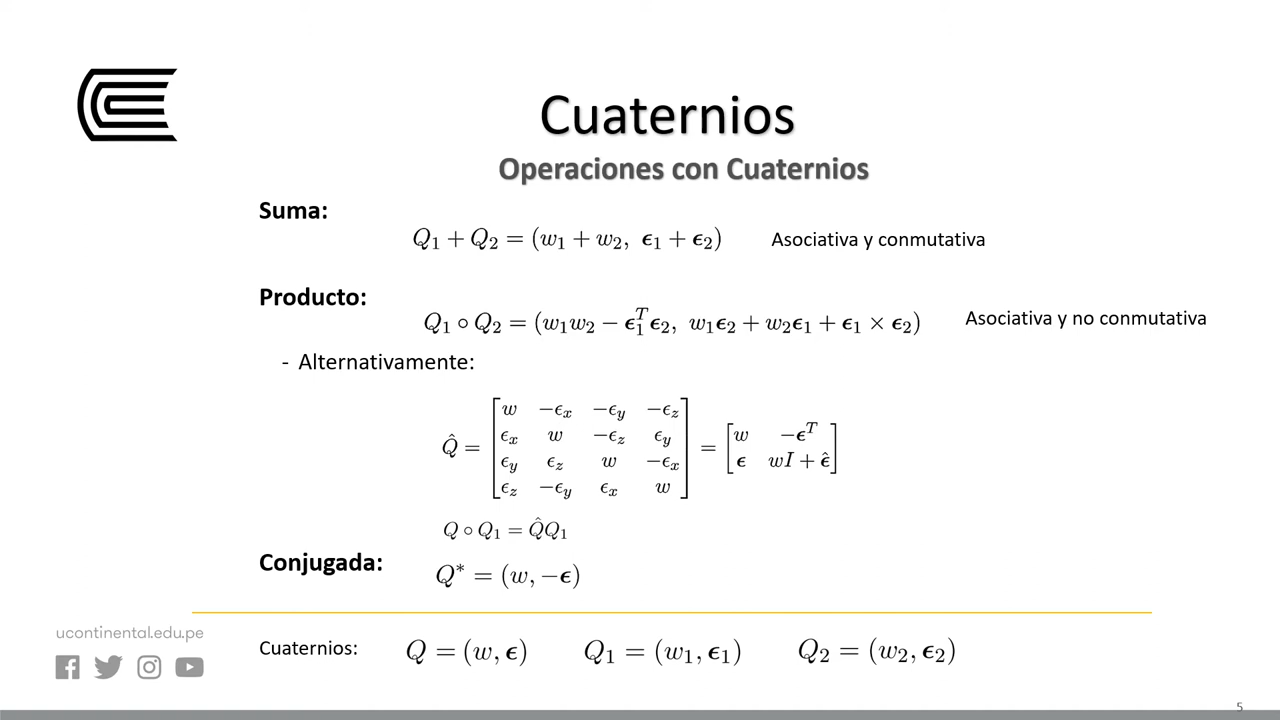 Cuaternios
Operaciones con Cuaternios
Suma:
Q₁ + Q₂ = (w₁ + w₂, ϵ₁ + ϵ₂) Asociativa y conmutativa
Producto:
Q₁ ∘ Q₂ = (w₁w₂ − ϵ₁ᵀϵ₂, w₁ϵ₂ + w₂ϵ₁ + ϵ₁ × ϵ₂) Asociativa y no conmutativa
- Alternativamente:
Q̂ = [w −ϵₓ −ϵᵧ −ϵ_z; ϵₓ w −ϵ_z ϵᵧ; ϵᵧ ϵ_z w −ϵₓ; ϵ_z −ϵᵧ ϵₓ w] = [w −ϵᵀ; ϵ wI + ϵ̂]
Q ∘ Q₁ = Q̂Q₁
Conjugada:
Q* = (w, −ϵ)
ucontinental.edu.pe
Cuaternios: Q = (w, ϵ) Q₁ = (w₁, ϵ₁) Q₂ = (w₂, ϵ₂)
5